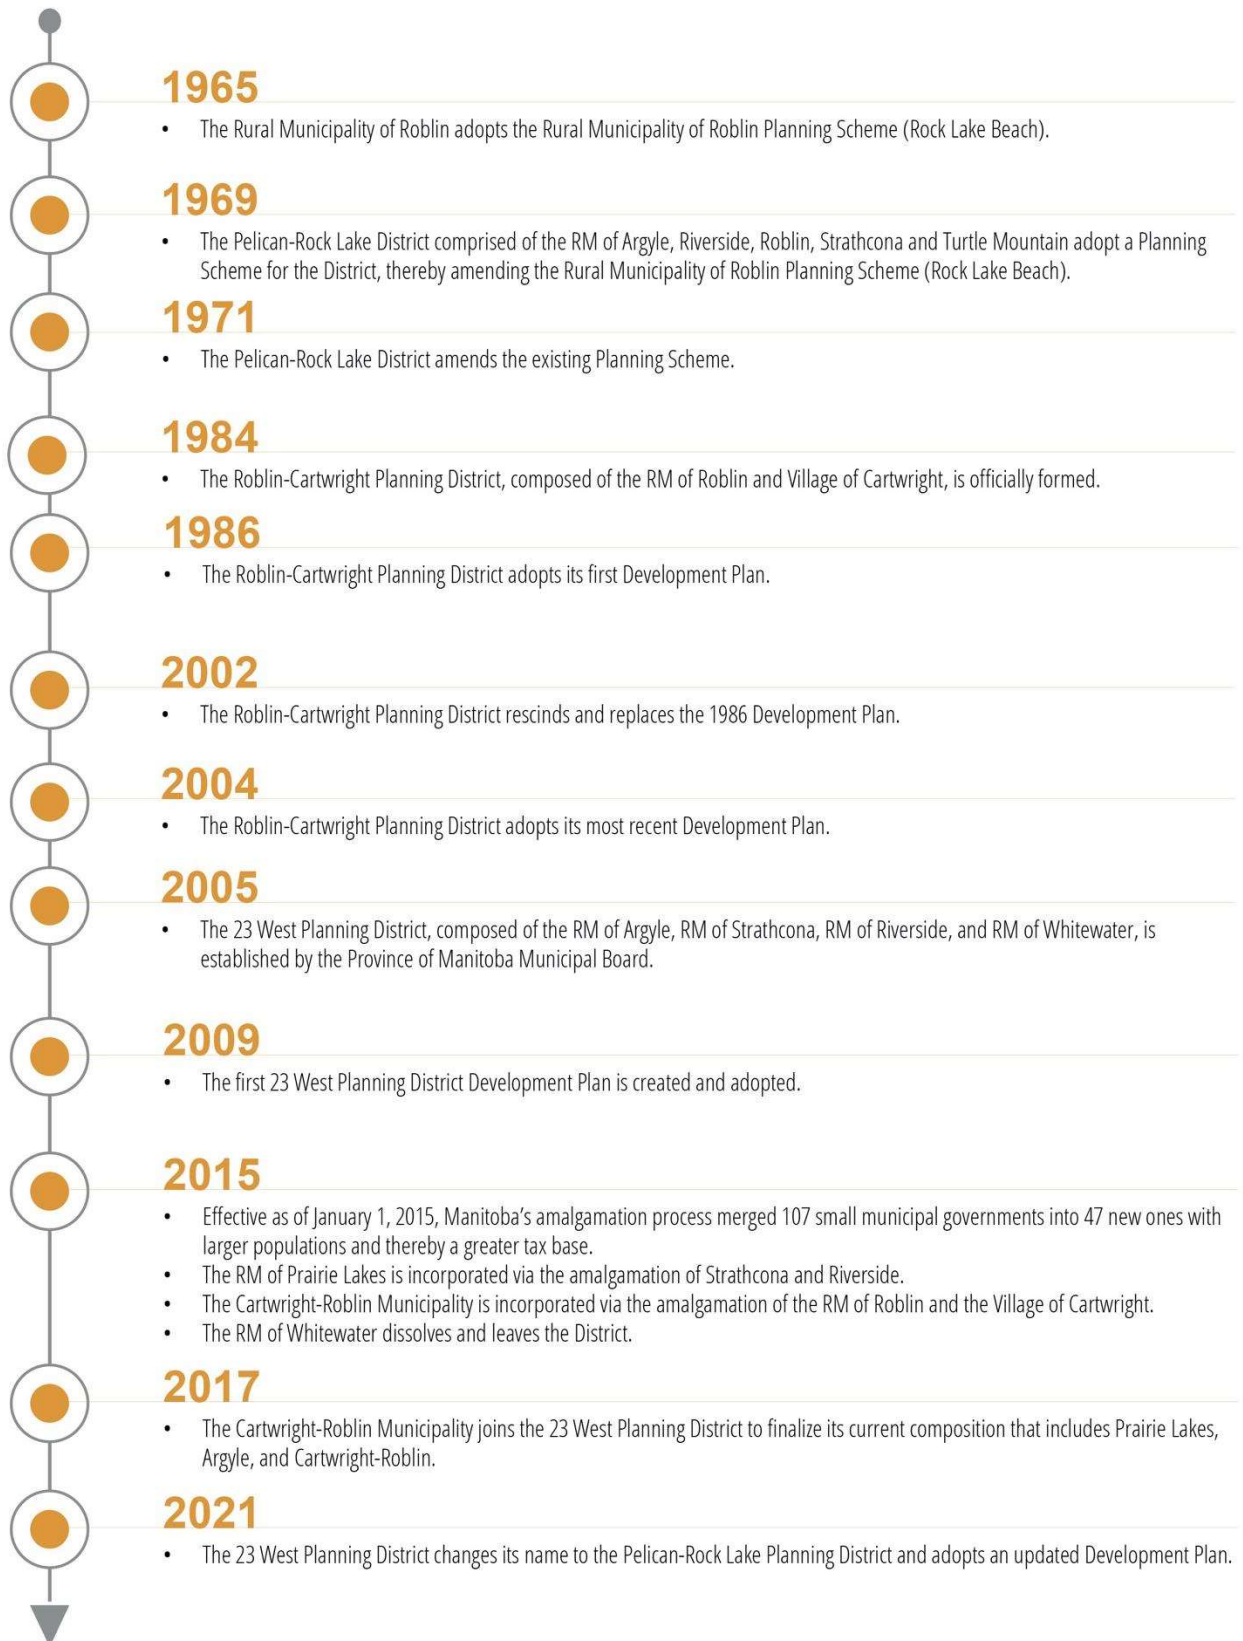 1965
• The Rural Municipality of Roblin adopts the Rural Municipality of Roblin Planning Scheme (Rock Lake Beach).
1969
• The Pelican-Rock Lake District comprised of the RM of Argyle, Riverside, Roblin, Strathcona and Turtle Mountain adopt a Planning
Scheme for the District, thereby amending the Rural Municipality of Roblin Planning Scheme (Rock Lake Beach).
1971
• The Pelican-Rock Lake District amends the existing Planning Scheme.
1984
• The Roblin-Cartwright Planning District, composed of the RM of Roblin and Village of Cartwright, is officially formed.
1986
• The Roblin-Cartwright Planning District adopts its first Development Plan.
2002
• The Roblin-Cartwright Planning District rescinds and replaces the 1986 Development Plan.
2004
• The Roblin-Cartwright Planning District adopts its most recent Development Plan.
2005
• The 23 West Planning District, composed of the RM of Argyle, RM of Strathcona, RM of Riverside, and RM of Whitewater, is
established by the Province of Manitoba Municipal Board.
2009
• The first 23 West Planning District Development Plan is created and adopted.
2015
• Effective as of January 1, 2015, Manitoba's amalgamation process merged 107 small municipal governments into 47 new ones with
larger populations and thereby a greater tax base.
• The RM of Prairie Lakes is incorporated via the amalgamation of Strathcona and Riverside.
• The Cartwright-Roblin Municipality is incorporated via the amalgamation of the RM of Roblin and the Village of Cartwright.
• The RM of Whitewater dissolves and leaves the District.
2017
• The Cartwright-Roblin Municipality joins the 23 West Planning District to finalize its current composition that includes Prairie Lakes,
Argyle, and Cartwright-Roblin.
2021
• The 23 West Planning District changes its name to the Pelican-Rock Lake Planning District and adopts an updated Development Plan.